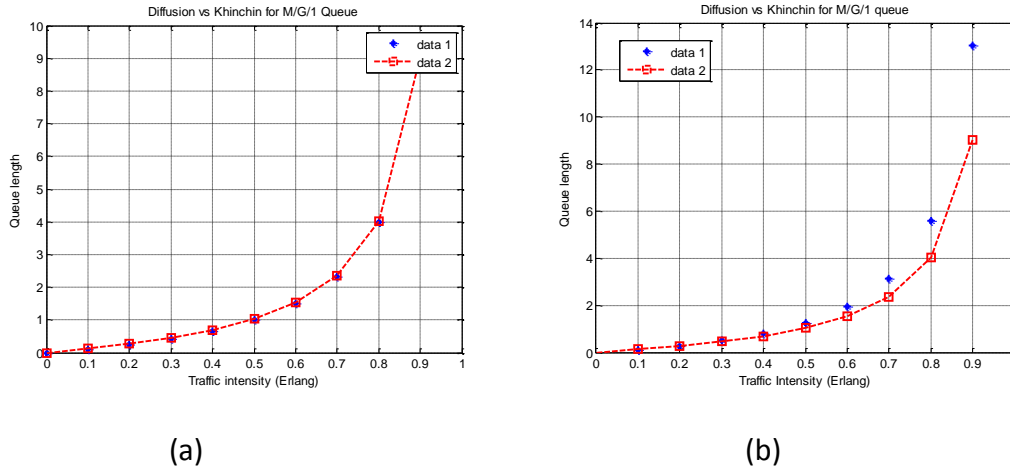 Diffusion vs Khinchin for M/G/1 Queue
10
9
8
7
6
5
4
3
2
1
0
Queue length
data 1
data 2
0 0.1 0.2 0.3 0.4 0.5 0.6 0.7 0.8 0.9 1
Traffic intensity (Erlang)
(a)
Diffusion vs Khinchin for M/G/1 queue
14
12
10
8
6
4
2
0
Queue length
data 1
data 2
0 0.1 0.2 0.3 0.4 0.5 0.6 0.7 0.8 0.9
Traffic Intensity (Erlang)
(b)